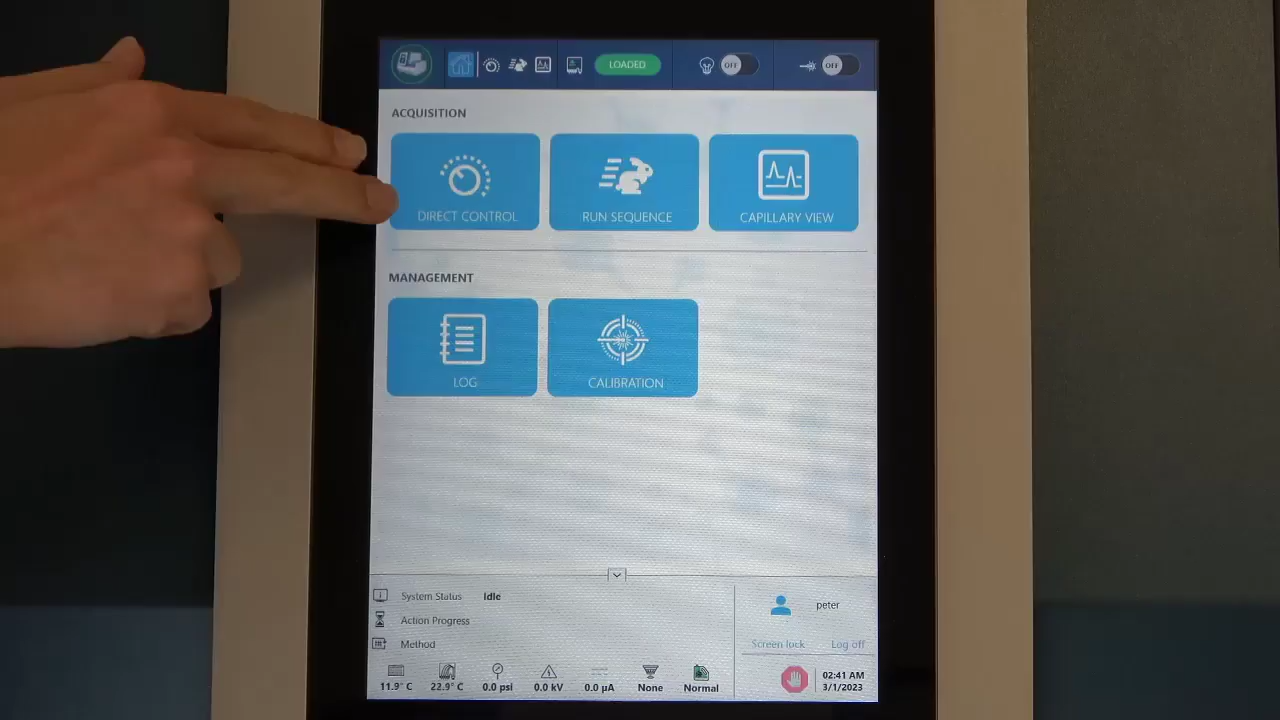 LOADED
OFF
OFF
ACQUISITION
DIRECT CONTROL
RUN SEQUENCE
CAPILLARY VIEW
MANAGEMENT
LOG
CALIBRATION
System Status Idle
Action Progress
Method
peter
Screen lock Log off
11.9° C 22.9° C 0.0 psi 0.0 kV 0.0 µA None Normal
02:41 AM
3/1/2023